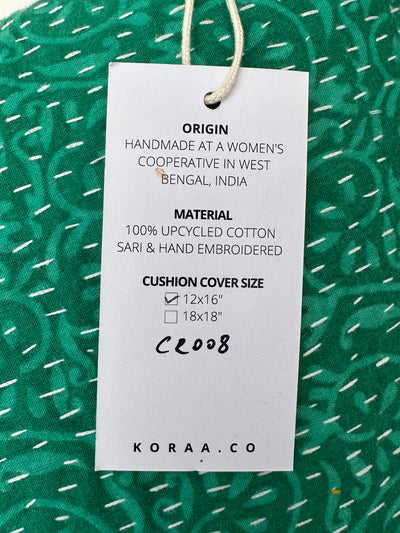 ORIGIN
HANDMADE AT A WOMEN'S
COOPERATIVE IN WEST
BENGAL, INDIA
MATERIAL
100% UPCYCLED COTTON
SARI & HAND EMBROIDERED
CUSHION COVER SIZE
12x16"
18x18"
CR008
KORAA.CO